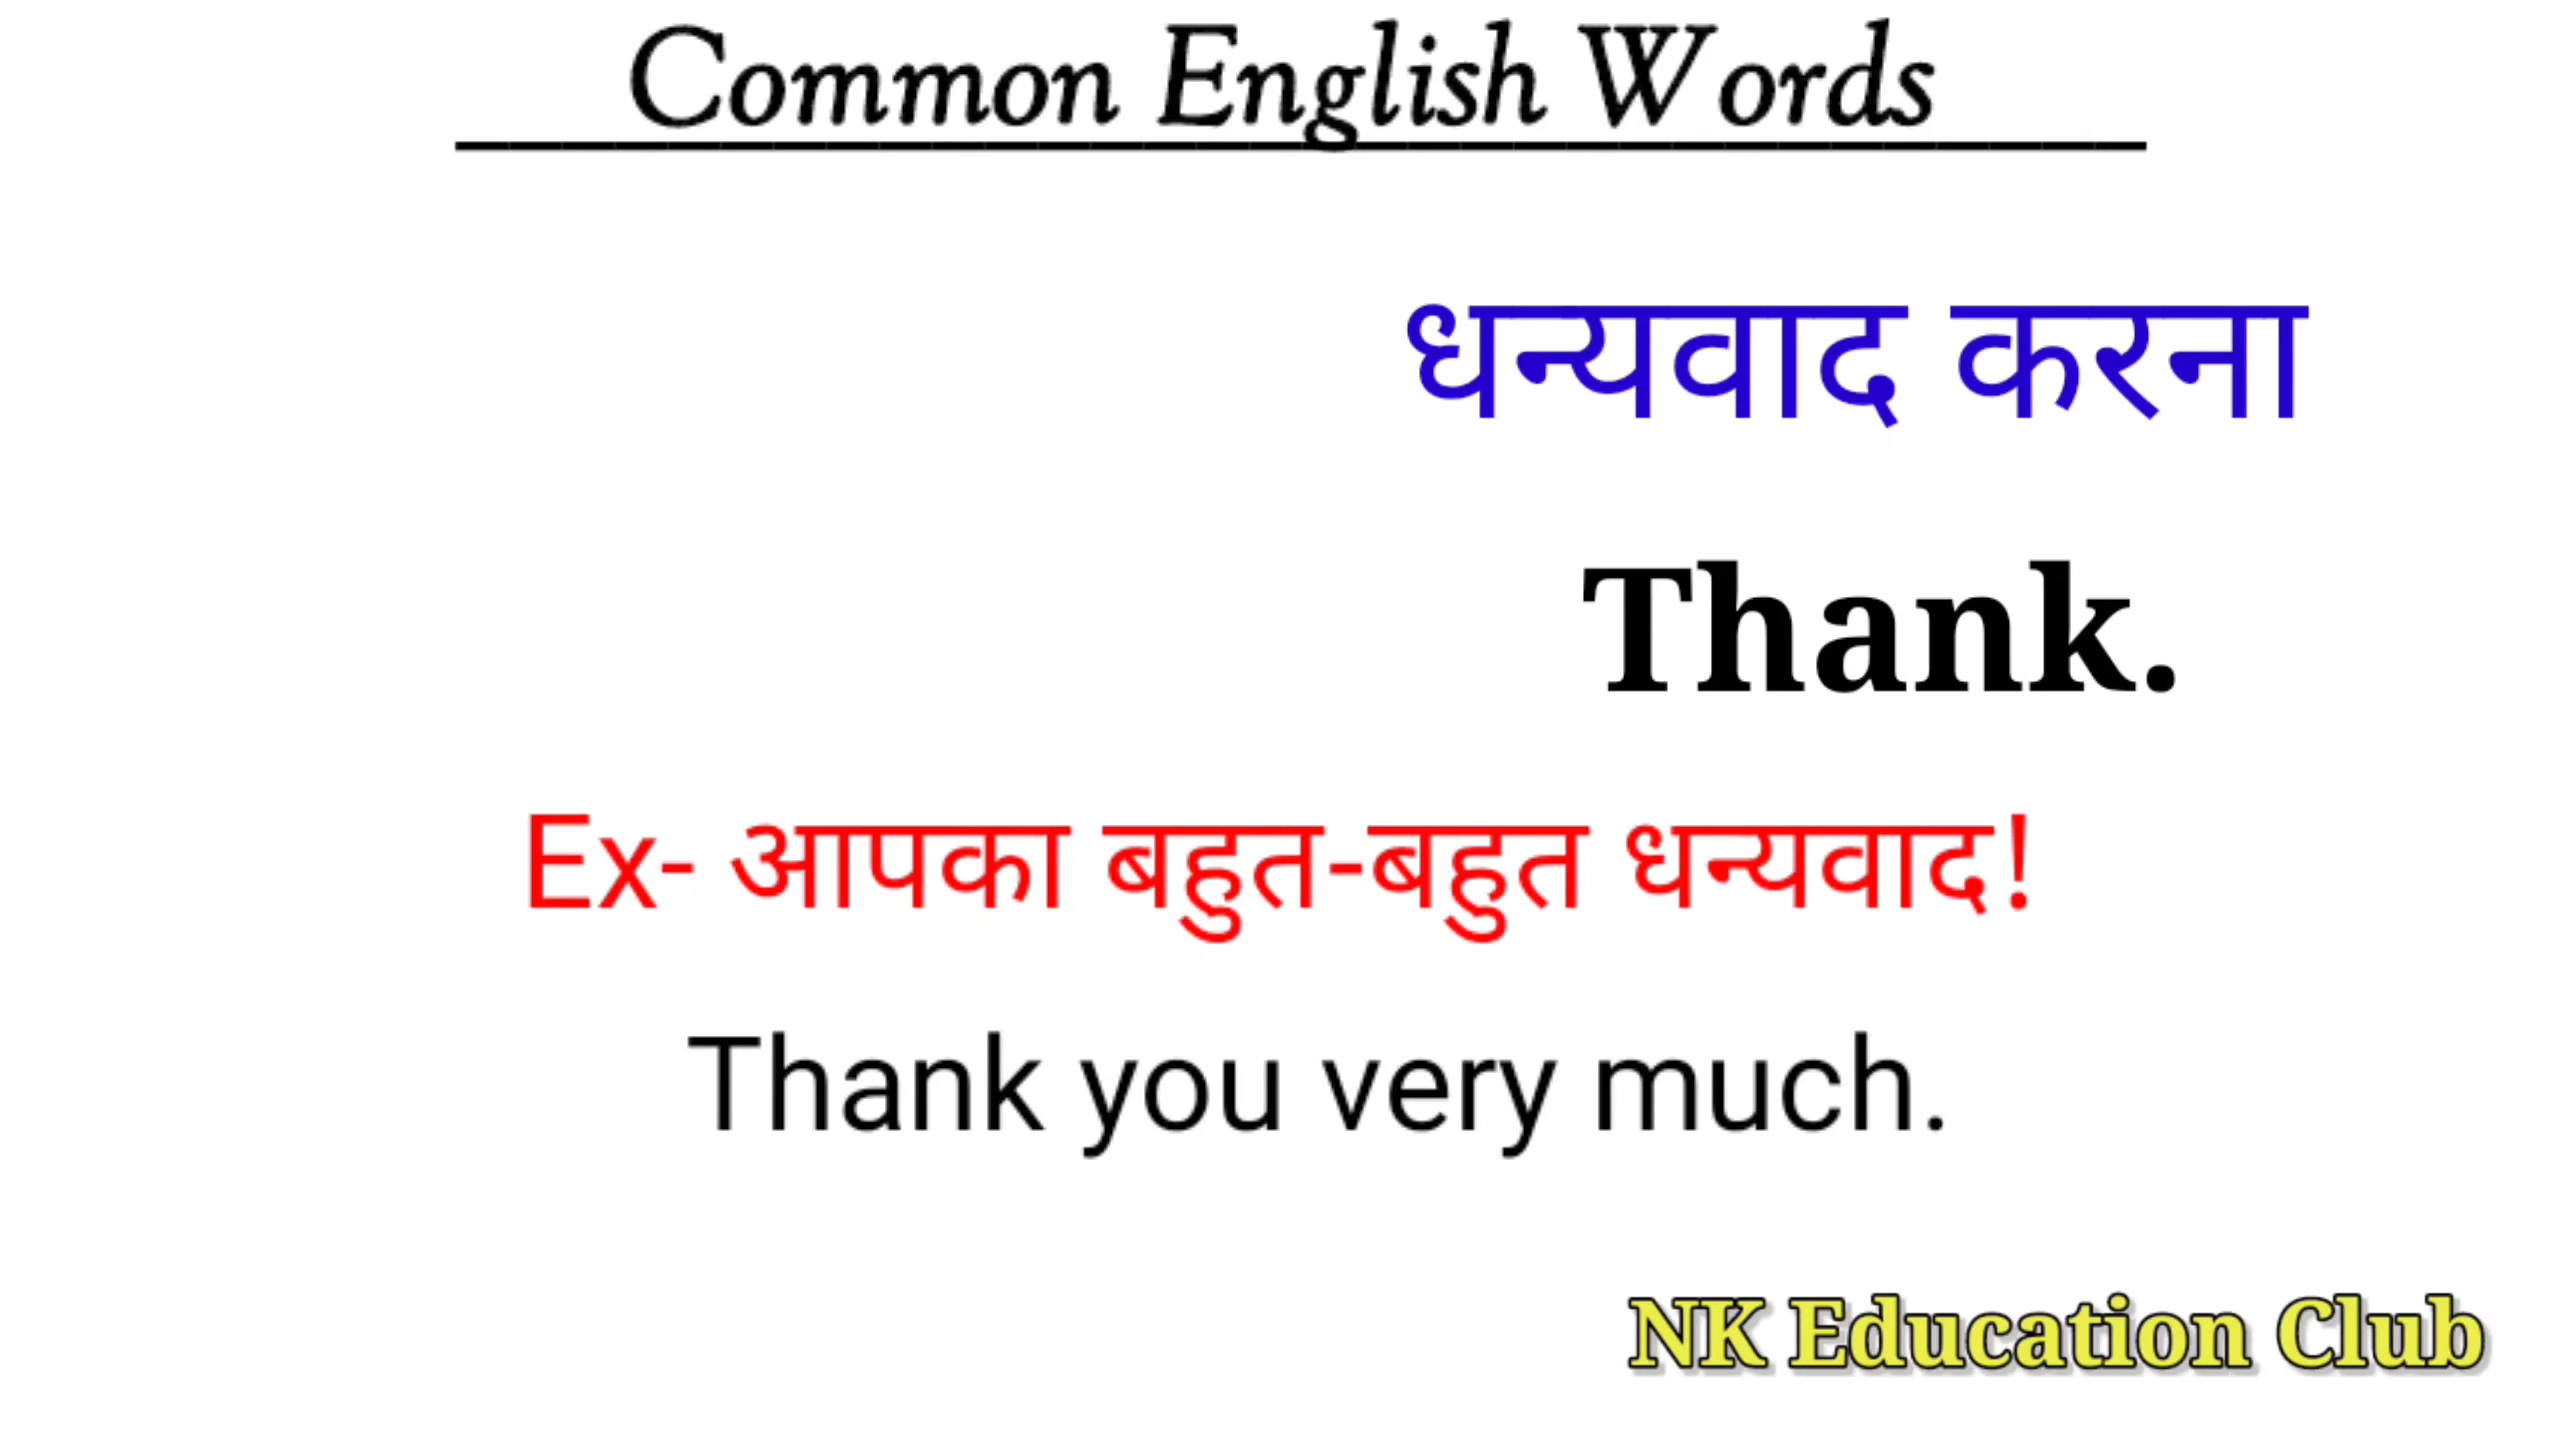 Common English Words
धन्यवाद करना
Thank.
Ex- आपका बहुत-बहुत धन्यवाद!
Thank you very much.
NK Education Club